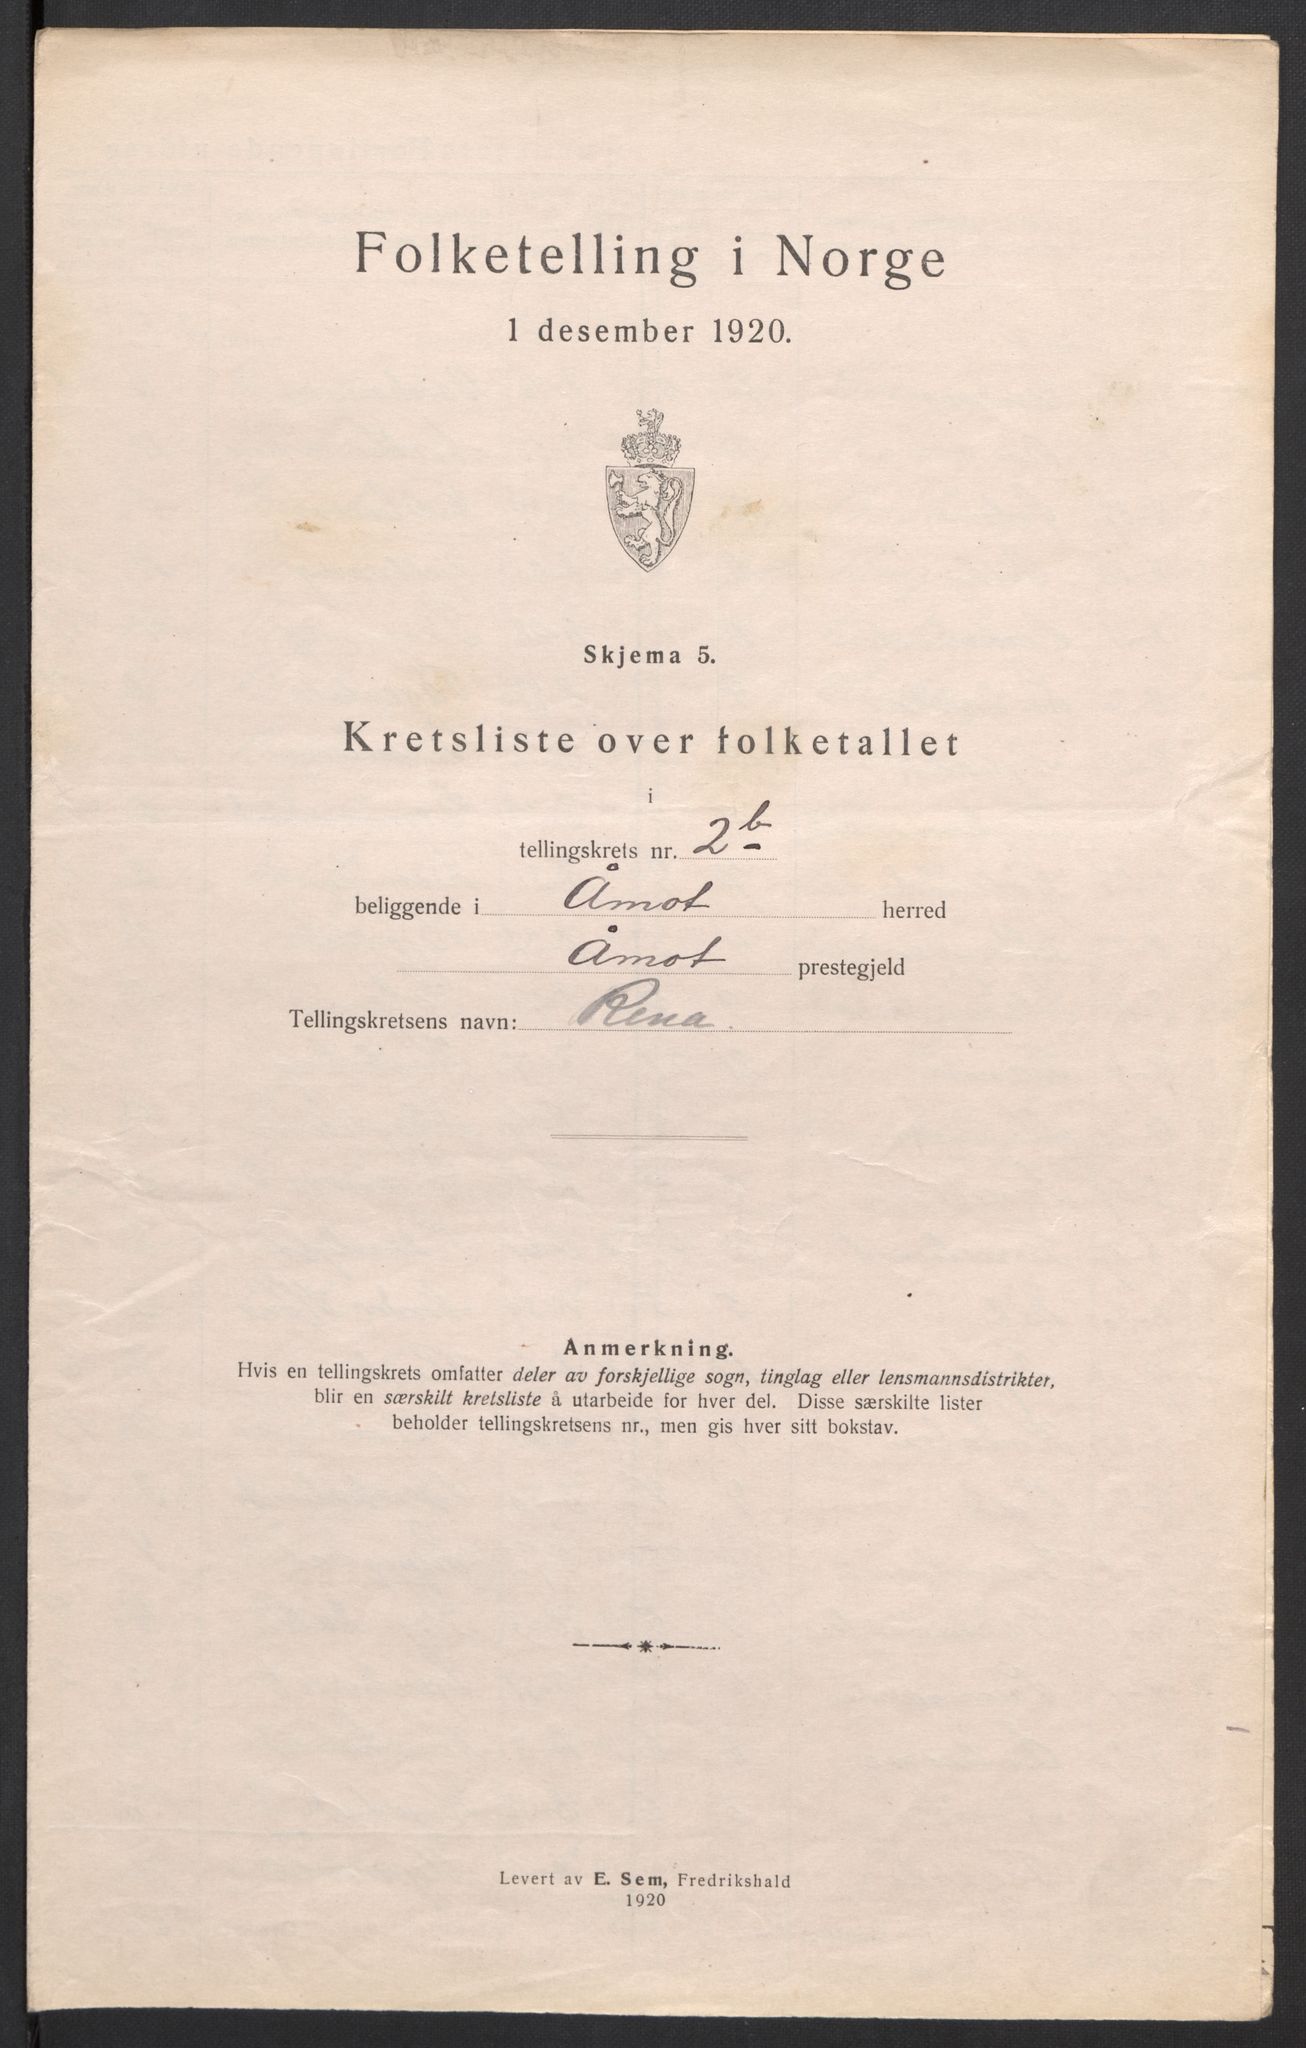 Folketelling i Norge
1 desember 1920.
Skjema 5.
Kretsliste over folketallet
i
tellingskrets nr. 2b
beliggende i Åmot herred
Åmot prestegjeld
Tellingskretsens navn: Rena.
Anmerkning.
Hvis en tellingskrets omfatter deler av forskjellige sogn, tinglag eller lensmannsdistrikter,
blir en særskilt kretsliste å utarbeide for hver del. Disse særskilte lister
beholder tellingskretsens nr., men gis hver sitt bokstav.
Levert av E. Sem, Fredrikshald
1920